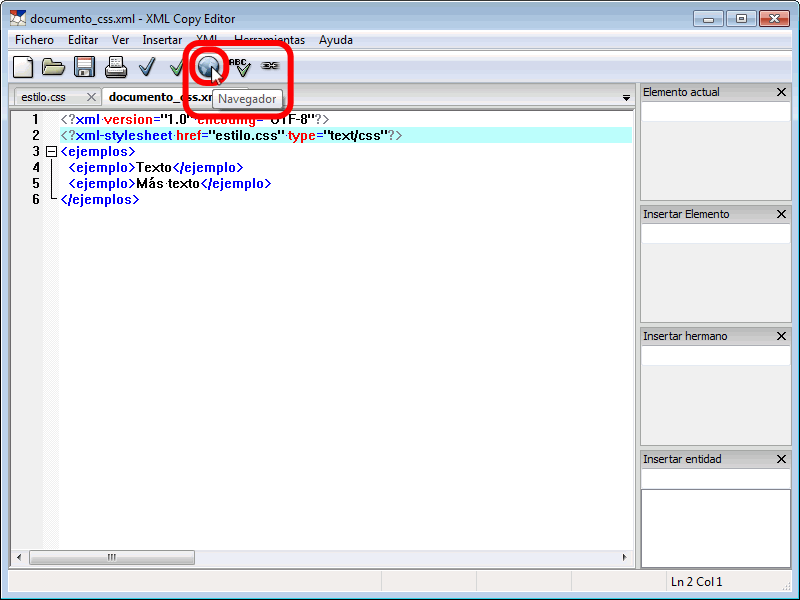 documento_css.xml - XML Copy Editor
Fichero Editar Ver Insertar XML Herramientas Ayuda
ABC
estilo.css documento_css.xm
Navegador
1 <?xml version="1.0" encoding="UTF-8"?>
2 <?xml-stylesheet href="estilo.css" type="text/css"?>
3 <ejemplos>
4 <ejemplo>Texto</ejemplo>
5 <ejemplo>Más texto</ejemplo>
6 </ejemplos>
Elemento actual
Insertar Elemento
Insertar hermano
Insertar entidad
Ln 2 Col 1